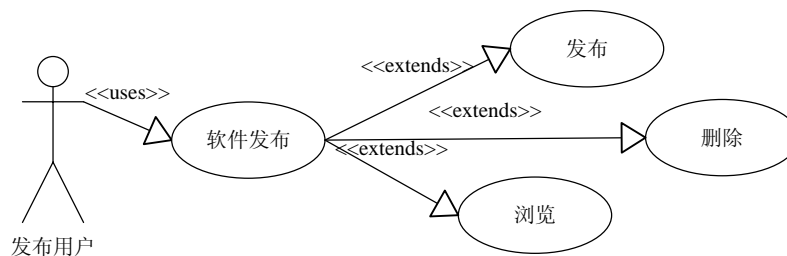 发布
<<extends>>
<<uses>>
<<extends>>
软件发布
删除
<<extends>>
浏览
发布用户